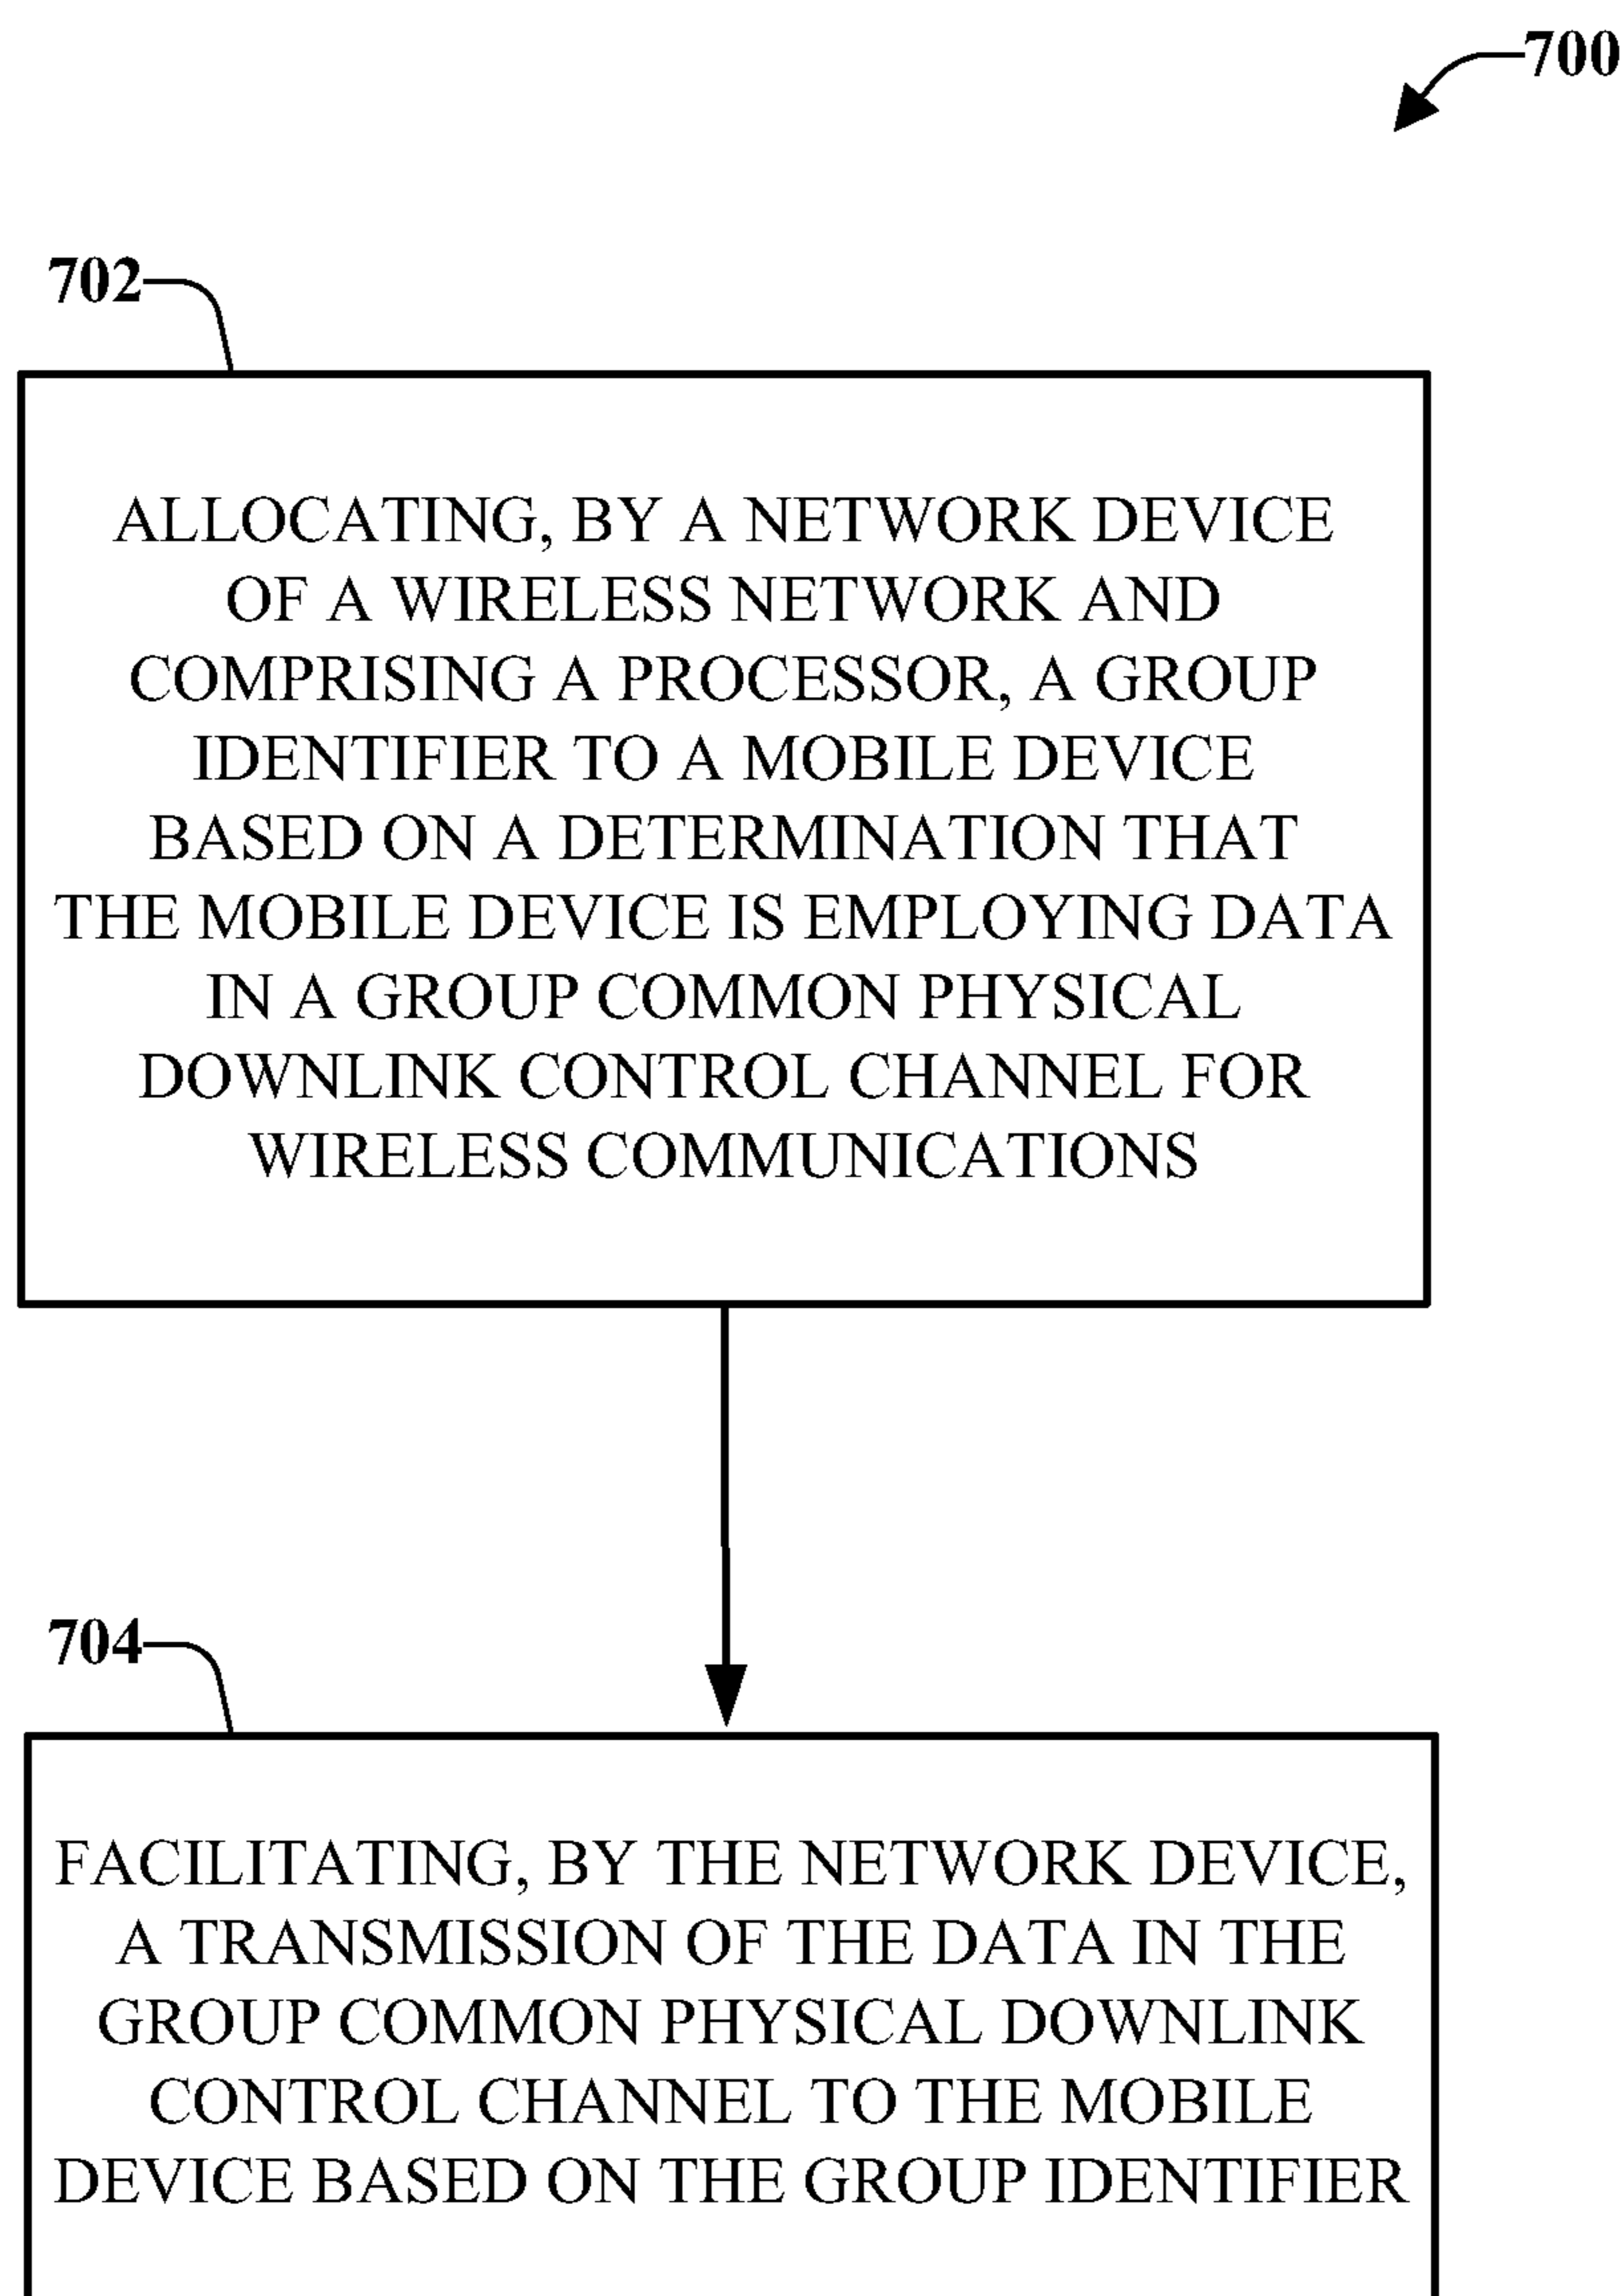 700
702
ALLOCATING, BY A NETWORK DEVICE
OF A WIRELESS NETWORK AND
COMPRISING A PROCESSOR, A GROUP
IDENTIFIER TO A MOBILE DEVICE
BASED ON A DETERMINATION THAT
THE MOBILE DEVICE IS EMPLOYING DATA
IN A GROUP COMMON PHYSICAL
DOWNLINK CONTROL CHANNEL FOR
WIRELESS COMMUNICATIONS
704
FACILITATING, BY THE NETWORK DEVICE,
A TRANSMISSION OF THE DATA IN THE
GROUP COMMON PHYSICAL DOWNLINK
CONTROL CHANNEL TO THE MOBILE
DEVICE BASED ON THE GROUP IDENTIFIER